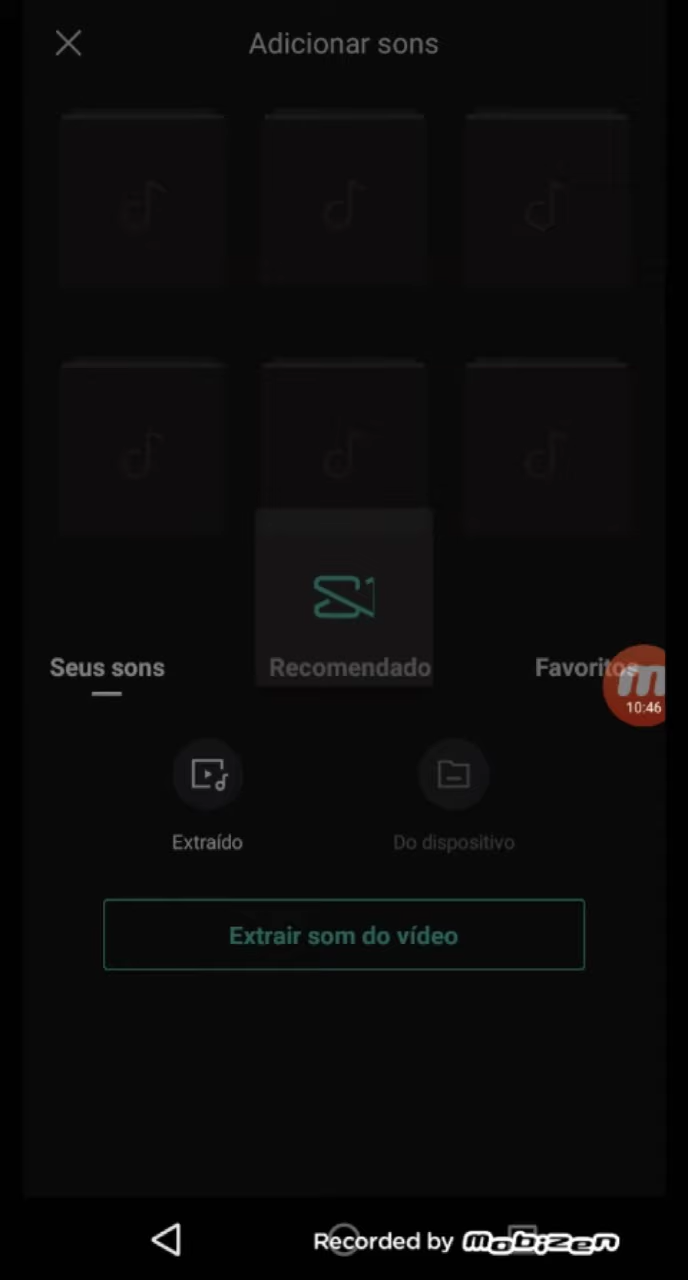 Adicionar sons
Seus sons
Recomendado
Favoritos
10:46
Extraído
Do dispositivo
Extrair som do vídeo
Recorded by mobizen